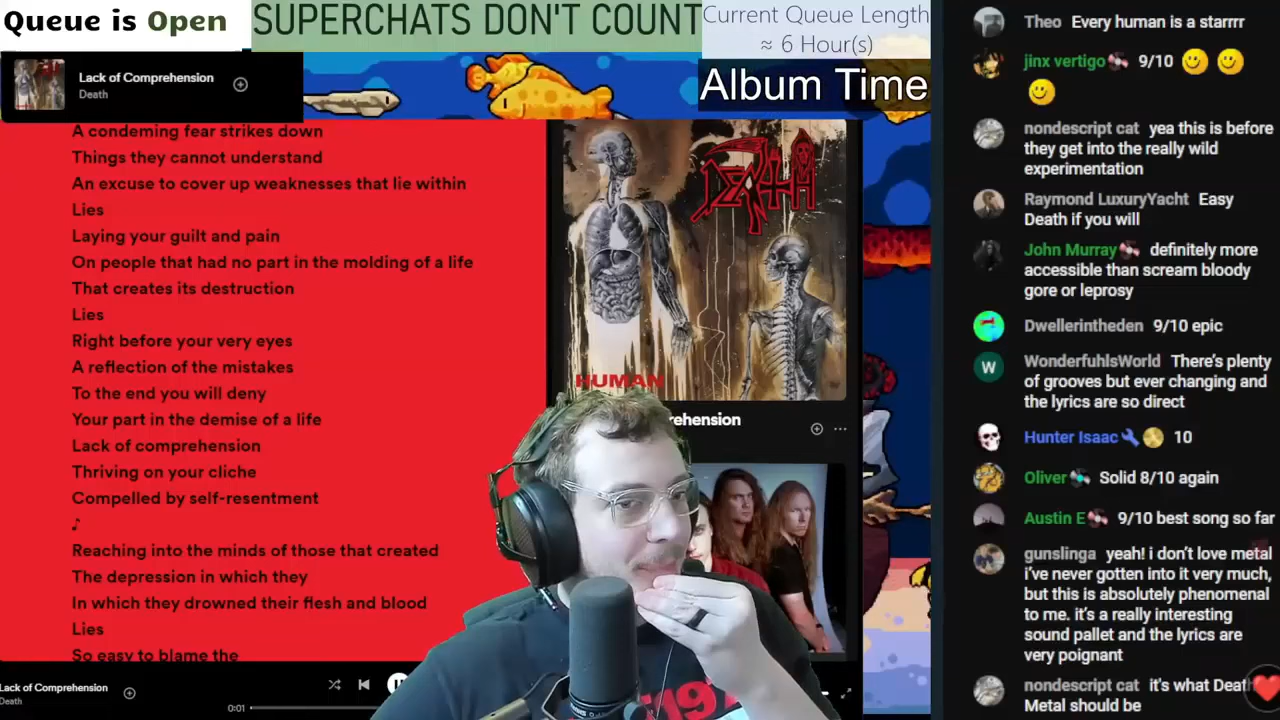 Queue is Open
SUPERCHATS DON'T COUNT
Current Queue Length
≈ 6 Hour(s)
Album Time
Lack of Comprehension
Death
A condeming fear strikes down
Things they cannot understand
An excuse to cover up weaknesses that lie within
Lies
Laying your guilt and pain
On people that had no part in the molding of a life
That creates its destruction
Lies
Right before your very eyes
A reflection of the mistakes
To the end you will deny
Your part in the demise of a life
Lack of comprehension
Thriving on your cliche
Compelled by self-resentment
♪
Reaching into the minds of those that created
The depression in which they
In which they drowned their flesh and blood
Lies
So easy to blame the
Lack of Comprehension
Death
0:01
DEATH
HUMAN
rehension
Theo Every human is a starrrr
jinx vertigo 9/10
nondescript cat yea this is before
they get into the really wild
experimentation
Raymond LuxuryYacht Easy
Death if you will
John Murray definitely more
accessible than scream bloody
gore or leprosy
Dwellerintheden 9/10 epic
W
WonderfuhlsWorld There's plenty
of grooves but ever changing and
the lyrics are so direct
Hunter Isaac 10
Oliver Solid 8/10 again
Austin E 9/10 best song so far
gunslinga yeah! i don't love metal
i've never gotten into it very much,
but this is absolutely phenomenal
to me. it's a really interesting
sound pallet and the lyrics are
very poignant
nondescript cat it's what Death
Metal should be